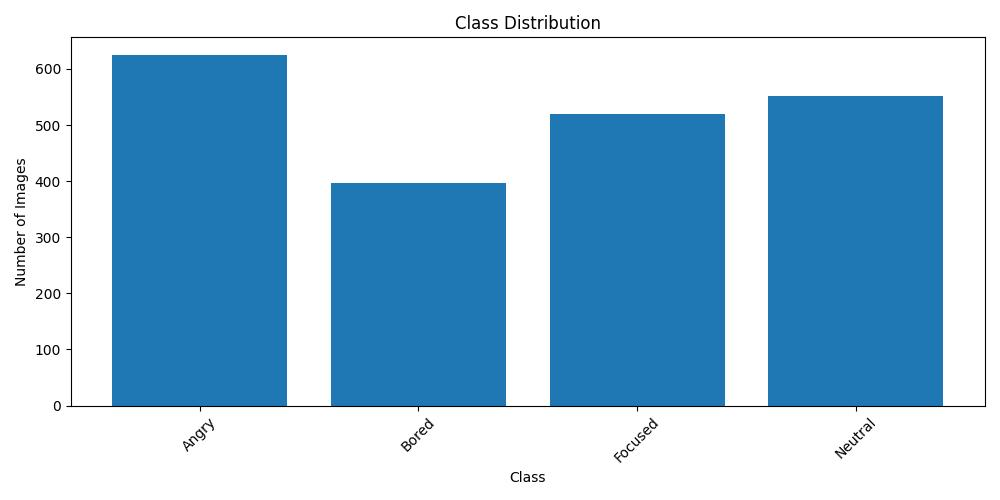 Class Distribution
Number of Images
600
500
400
300
200
100
0
Angry
Bored
Focused
Neutral
Class